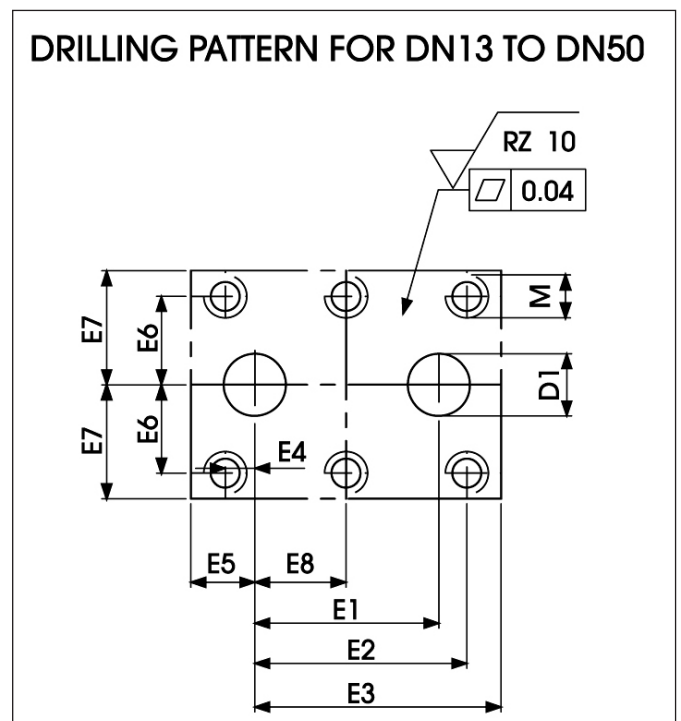 DRILLING PATTERN FOR DN13 TO DN50
RZ 10
0.04
E7
E6
M
D1
E7
E6
E4
E5
E8
E1
E2
E3